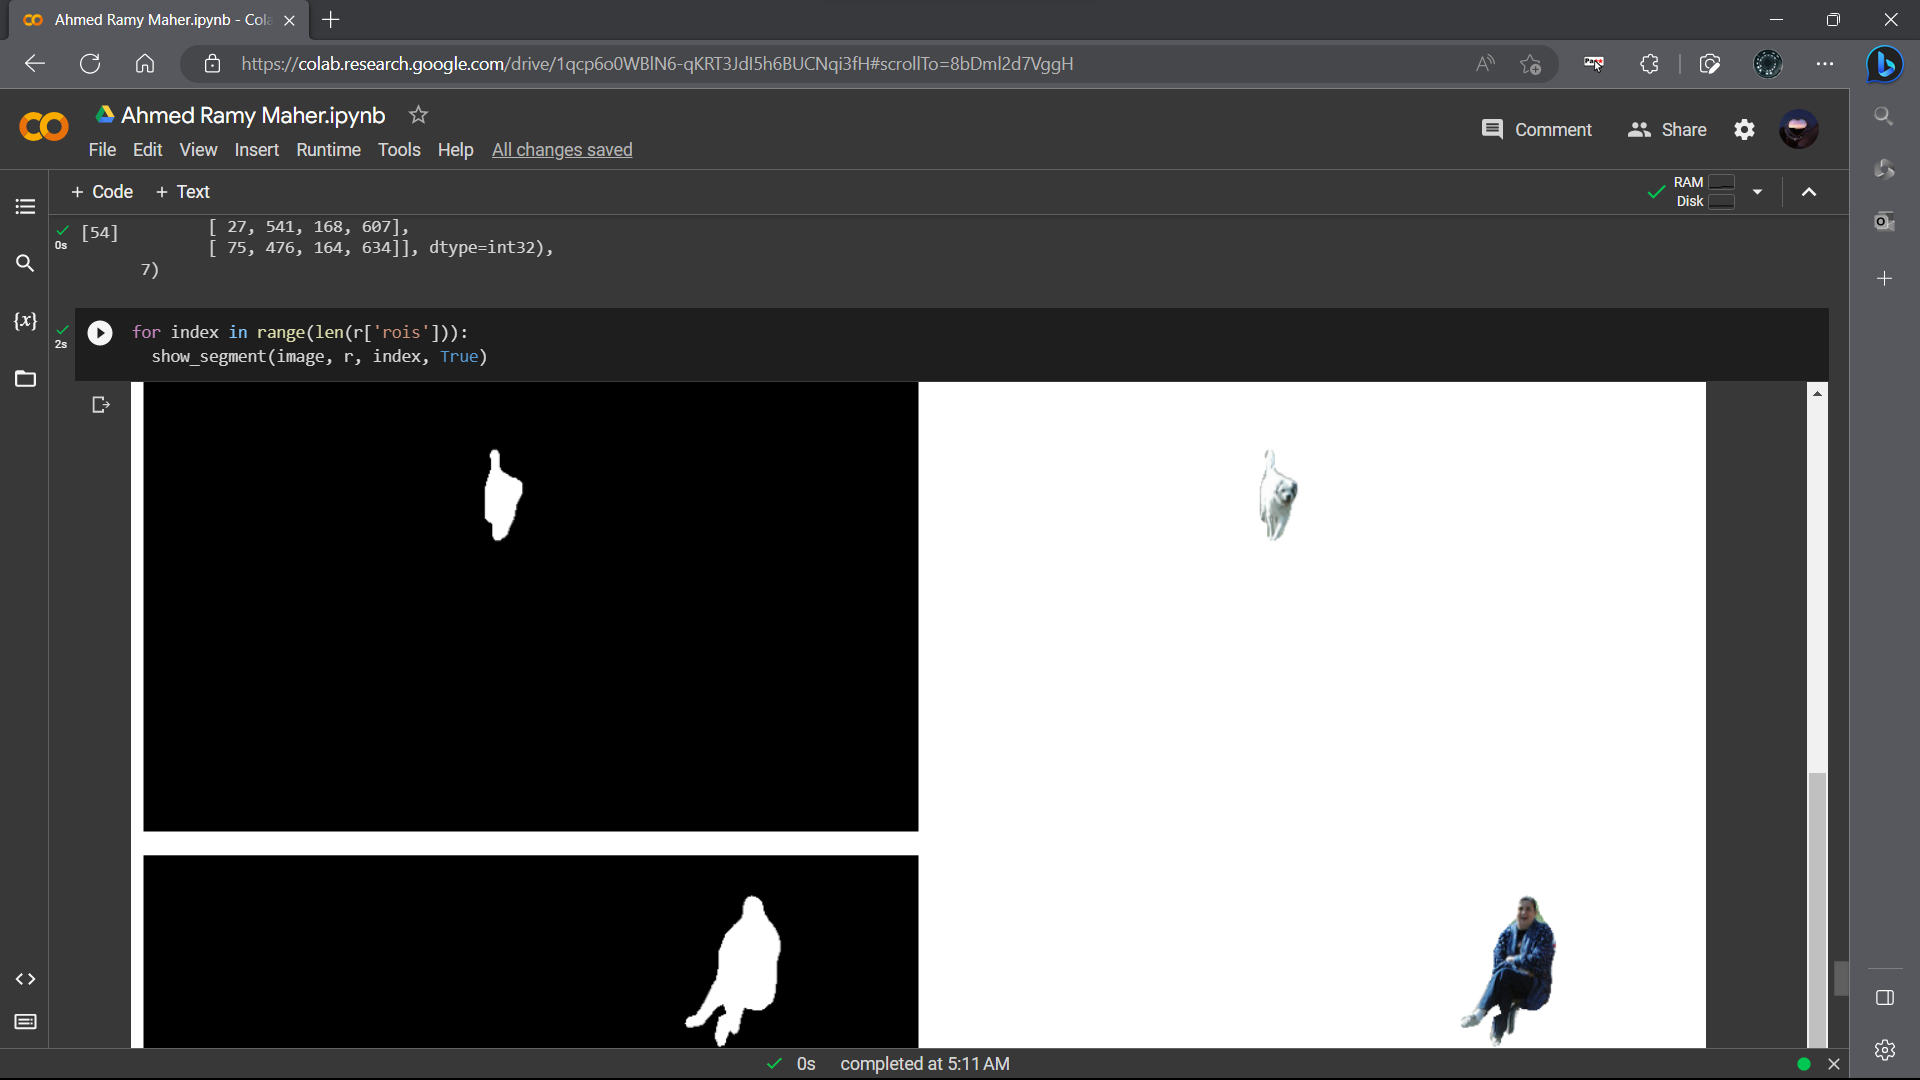 Ahmed Ramy Maher.ipynb - Cola
https://colab.research.google.com/drive/1qcp6o0WBlN6-qKRT3JdI5h6BUCNqi3fH#scrollTo=8bDml2d7VggH
Ahmed Ramy Maher.ipynb
File Edit View Insert Runtime Tools Help All changes saved
Comment Share
+ Code + Text
RAM
Disk
[54] [ 27, 541, 168, 607],
0s
[ 75, 476, 164, 634]], dtype=int32),
7)
{x}
2s
for index in range(len(r['rois'])):
show_segment(image, r, index, True)
0s completed at 5:11 AM